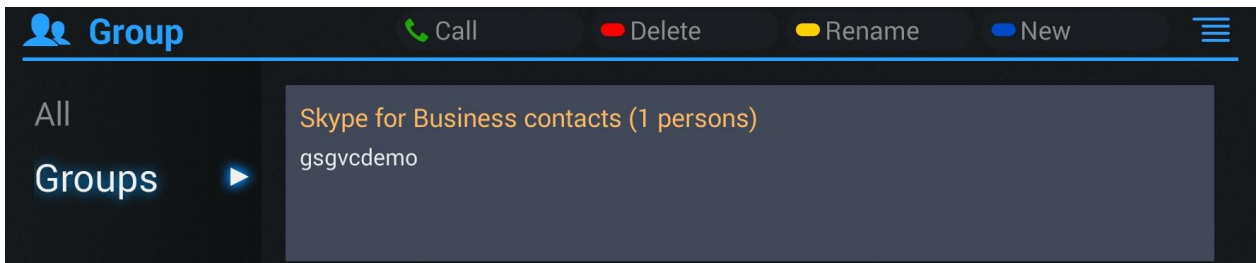 Group Call Delete Rename New
All
Groups
Skype for Business contacts (1 persons)
gsgvcdemo